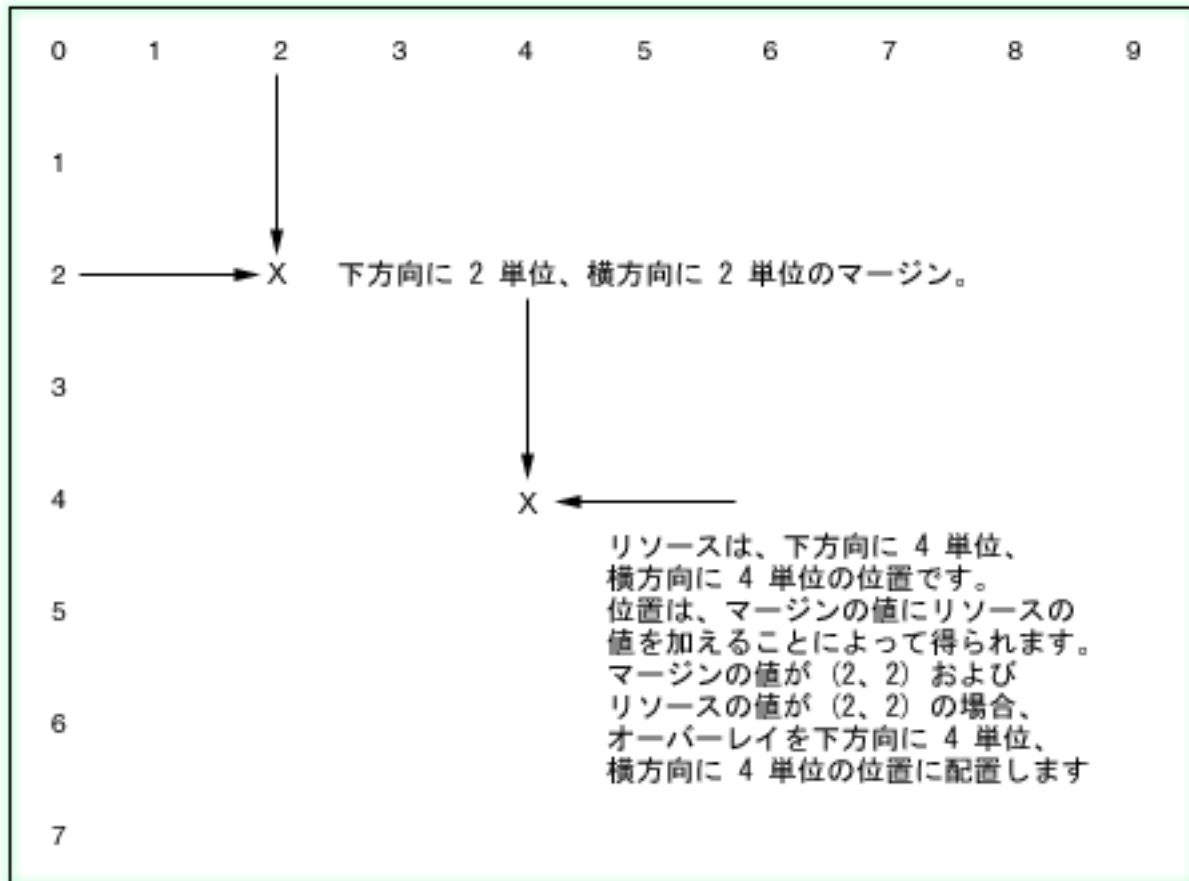 0 1 2 3 4 5 6 7 8 9
1
2 X 下方向に 2 単位、横方向に 2 単位のマージン。
3
4 X
リソースは、下方向に 4 単位、
横方向に 4 単位の位置です。
5 位置は、マージンの値にリソースの
値を加えることによって得られます。
マージンの値が (2、2) および
6 リソースの値が (2、2) の場合、
オーバーレイを下方向に 4 単位、
横方向に 4 単位の位置に配置します
7